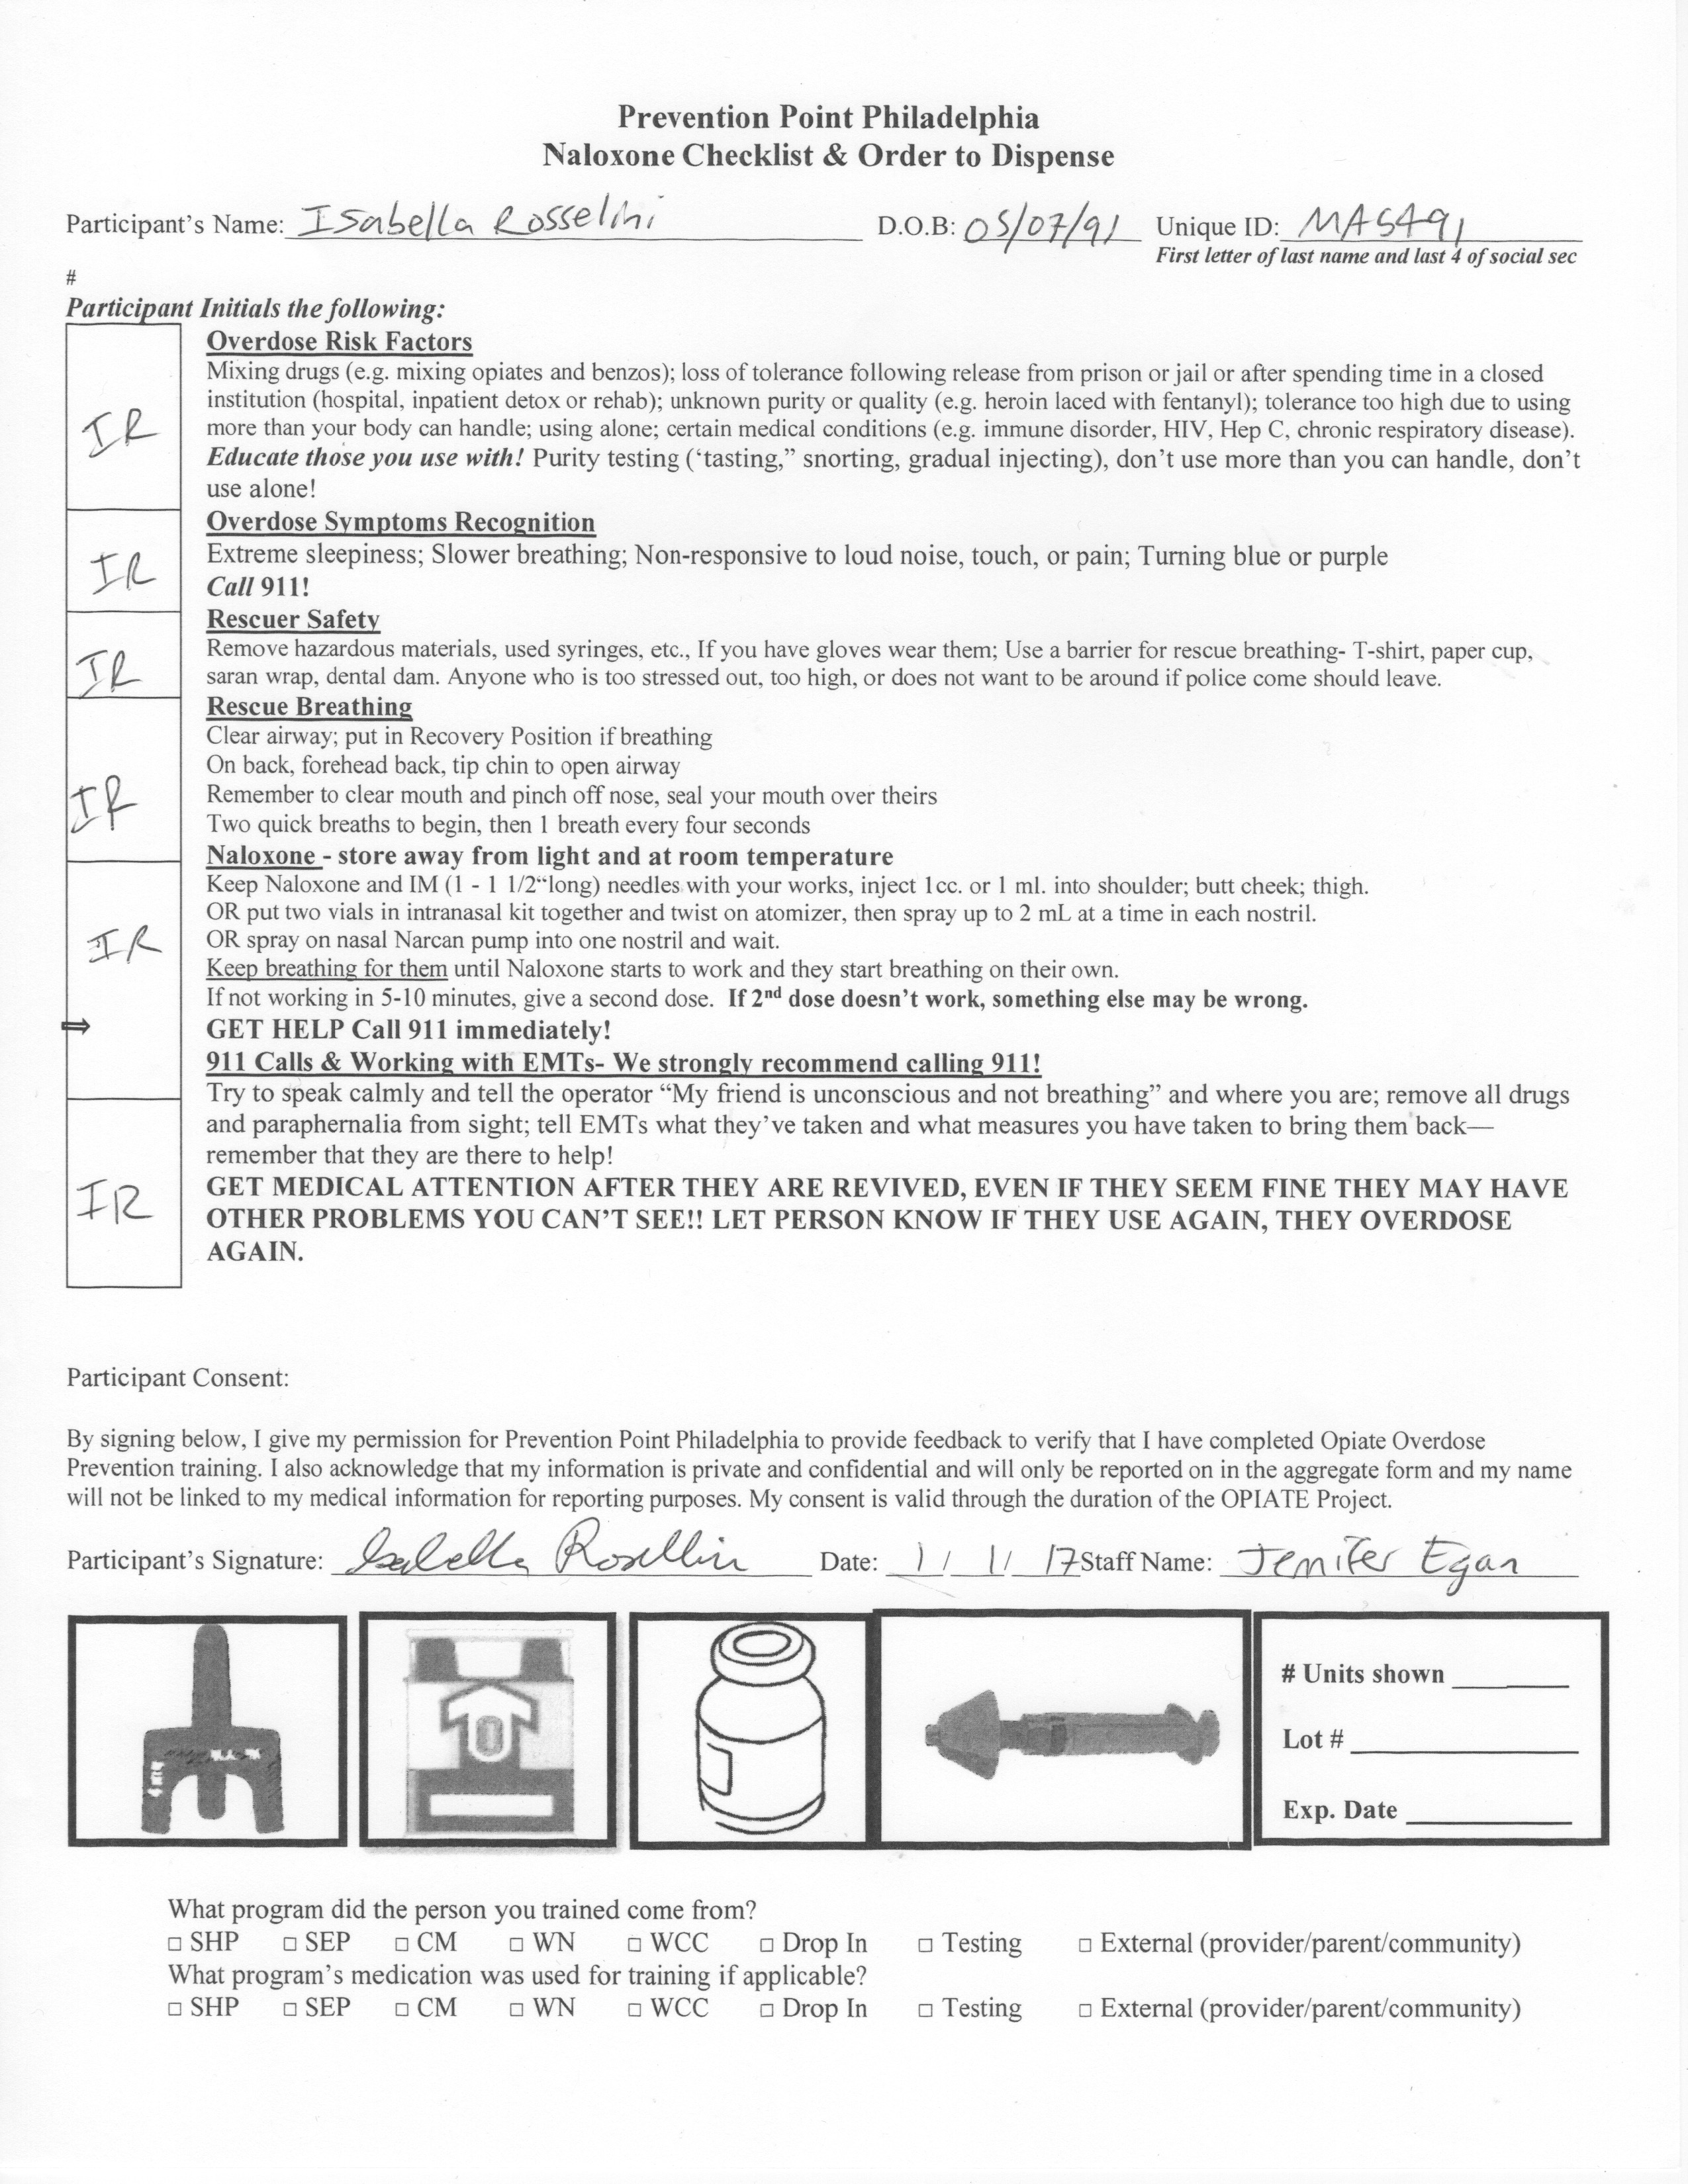 Prevention Point Philadelphia
Naloxone Checklist & Order to Dispense
Participant's Name: Isabella Rosselini D.O.B: 05/07/91 Unique ID: MAS491
First letter of last name and last 4 of social sec
#
Participant Initials the following:
Overdose Risk Factors
Mixing drugs (e.g. mixing opiates and benzos); loss of tolerance following release from prison or jail or after spending time in a closed
institution (hospital, inpatient detox or rehab); unknown purity or quality (e.g. heroin laced with fentanyl); tolerance too high due to using
IR more than your body can handle; using alone; certain medical conditions (e.g. immune disorder, HIV, Hep C, chronic respiratory disease).
Educate those you use with! Purity testing ('tasting," snorting, gradual injecting), don't use more than you can handle, don't
use alone!
Overdose Symptoms Recognition
IR Extreme sleepiness; Slower breathing; Non-responsive to loud noise, touch, or pain; Turning blue or purple
Call 911!
Rescuer Safety
Remove hazardous materials, used syringes, etc., If you have gloves wear them; Use a barrier for rescue breathing- T-shirt, paper cup,
IR saran wrap, dental dam. Anyone who is too stressed out, too high, or does not want to be around if police come should leave.
Rescue Breathing
Clear airway; put in Recovery Position if breathing
On back, forehead back, tip chin to open airway
IR Remember to clear mouth and pinch off nose, seal your mouth over theirs
Two quick breaths to begin, then 1 breath every four seconds
Naloxone - store away from light and at room temperature
Keep Naloxone and IM (1 - 1 1/2"long) needles with your works, inject 1cc. or 1 ml. into shoulder; butt cheek; thigh.
OR put two vials in intranasal kit together and twist on atomizer, then spray up to 2 mL at a time in each nostril.
IR OR spray on nasal Narcan pump into one nostril and wait.
Keep breathing for them until Naloxone starts to work and they start breathing on their own.
If not working in 5-10 minutes, give a second dose. If 2nd dose doesn't work, something else may be wrong.
⇒ GET HELP Call 911 immediately!
911 Calls & Working with EMTs- We strongly recommend calling 911!
Try to speak calmly and tell the operator "My friend is unconscious and not breathing" and where you are; remove all drugs
and paraphernalia from sight; tell EMTs what they've taken and what measures you have taken to bring them back—
remember that they are there to help!
IR GET MEDICAL ATTENTION AFTER THEY ARE REVIVED, EVEN IF THEY SEEM FINE THEY MAY HAVE
OTHER PROBLEMS YOU CAN'T SEE!! LET PERSON KNOW IF THEY USE AGAIN, THEY OVERDOSE
AGAIN.
Participant Consent:
By signing below, I give my permission for Prevention Point Philadelphia to provide feedback to verify that I have completed Opiate Overdose
Prevention training. I also acknowledge that my information is private and confidential and will only be reported on in the aggregate form and my name
will not be linked to my medical information for reporting purposes. My consent is valid through the duration of the OPIATE Project.
Participant's Signature: Isabella Rosellin Date: 1/ 1/ 17 Staff Name: Jenifer Egan
# Units shown
Lot #
Exp. Date
What program did the person you trained come from?
□ SHP □ SEP □ CM □ WN □ WCC □ Drop In □ Testing □ External (provider/parent/community)
What program's medication was used for training if applicable?
□ SHP □ SEP □ CM □ WN □ WCC □ Drop In □ Testing □ External (provider/parent/community)